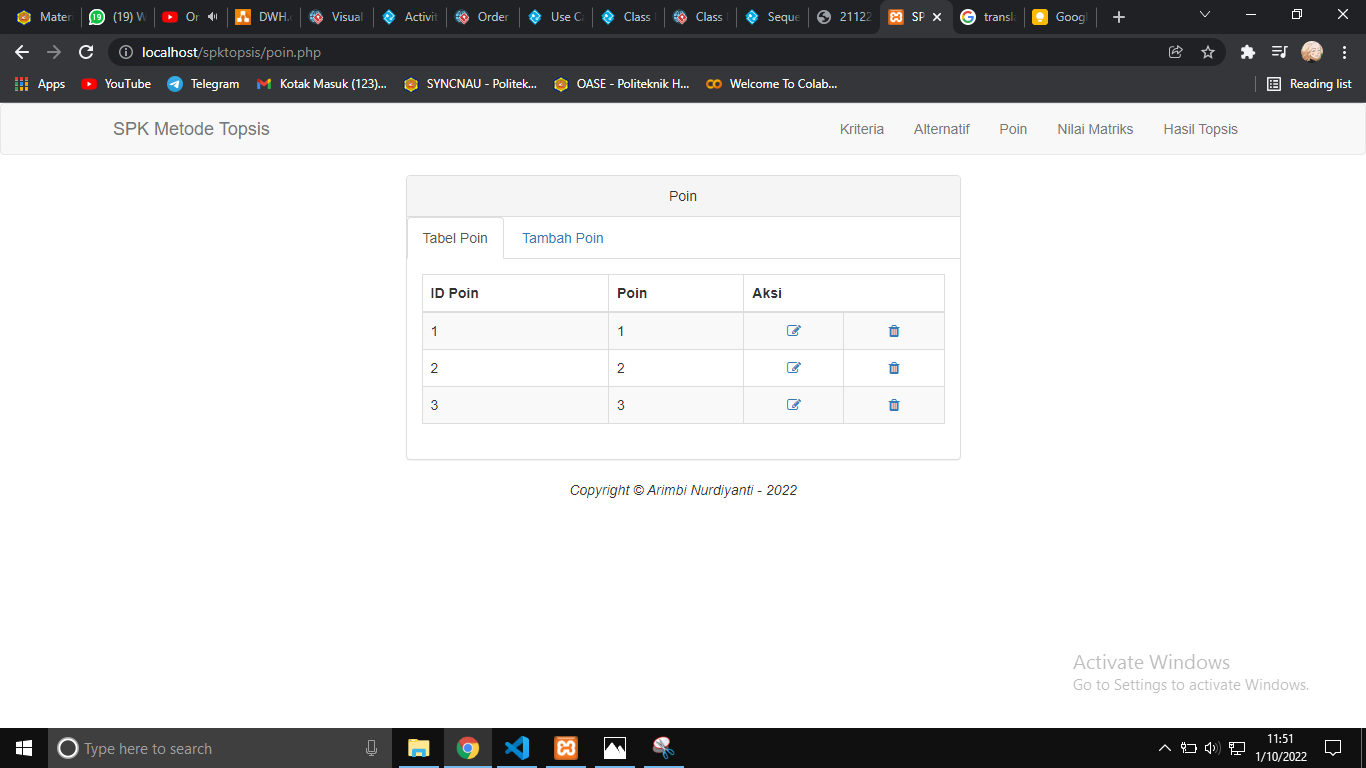 Mater
(19) W
Or
DWH.
Visual
Activit
Order
Use Ca
Class
Class
Seque
21122
SP
transla
Googl
localhost/spktopsis/poin.php
Apps
YouTube
Telegram
Kotak Masuk (123)...
SYNCNAU - Politek...
OASE - Politeknik H...
Welcome To Colab...
Reading list
SPK Metode Topsis
Kriteria
Alternatif
Poin
Nilai Matriks
Hasil Topsis
Poin
Tabel Poin
Tambah Poin
ID Poin Poin Aksi
1 1
2 2
3 3
Copyright © Arimbi Nurdiyanti - 2022
Activate Windows
Go to Settings to activate Windows.
Type here to search
11:51
1/10/2022